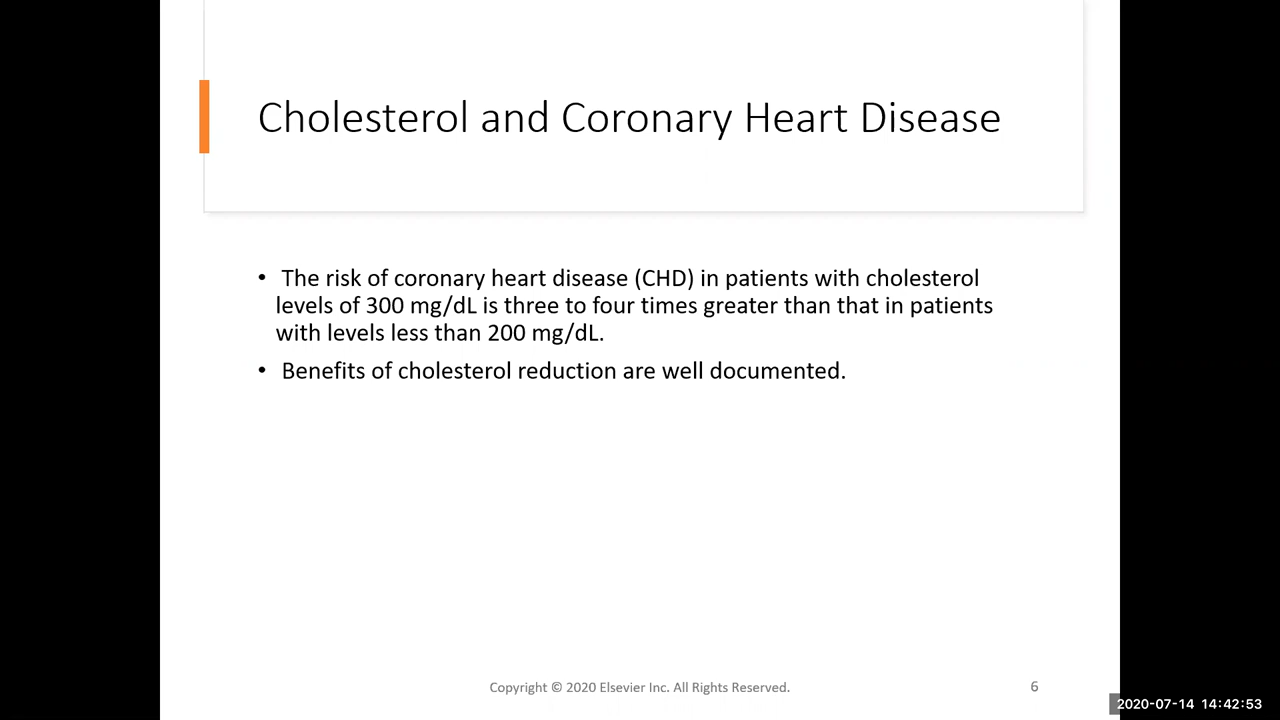 Cholesterol and Coronary Heart Disease
• The risk of coronary heart disease (CHD) in patients with cholesterol
levels of 300 mg/dL is three to four times greater than that in patients
with levels less than 200 mg/dL.
• Benefits of cholesterol reduction are well documented.
Copyright © 2020 Elsevier Inc. All Rights Reserved.
6
2020-07-14 14:42:53